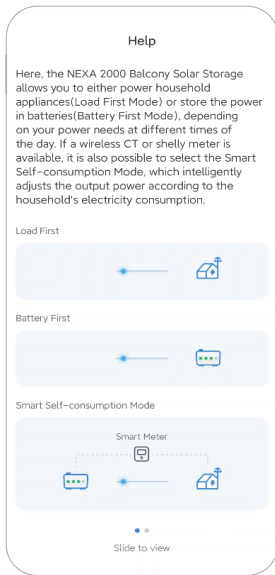 Help
Here, the NEXA 2000 Balcony Solar Storage
allows you to either power household
appliances(Load First Mode) or store the power
in batteries(Battery First Mode), depending
on your power needs at different times of
the day. If a wireless CT or shelly meter is
available, it is also possible to select the Smart
Self-consumption Mode, which intelligently
adjusts the output power according to the
household's electricity consumption.
Load First
Battery First
Smart Self-consumption Mode
Smart Meter
Slide to view